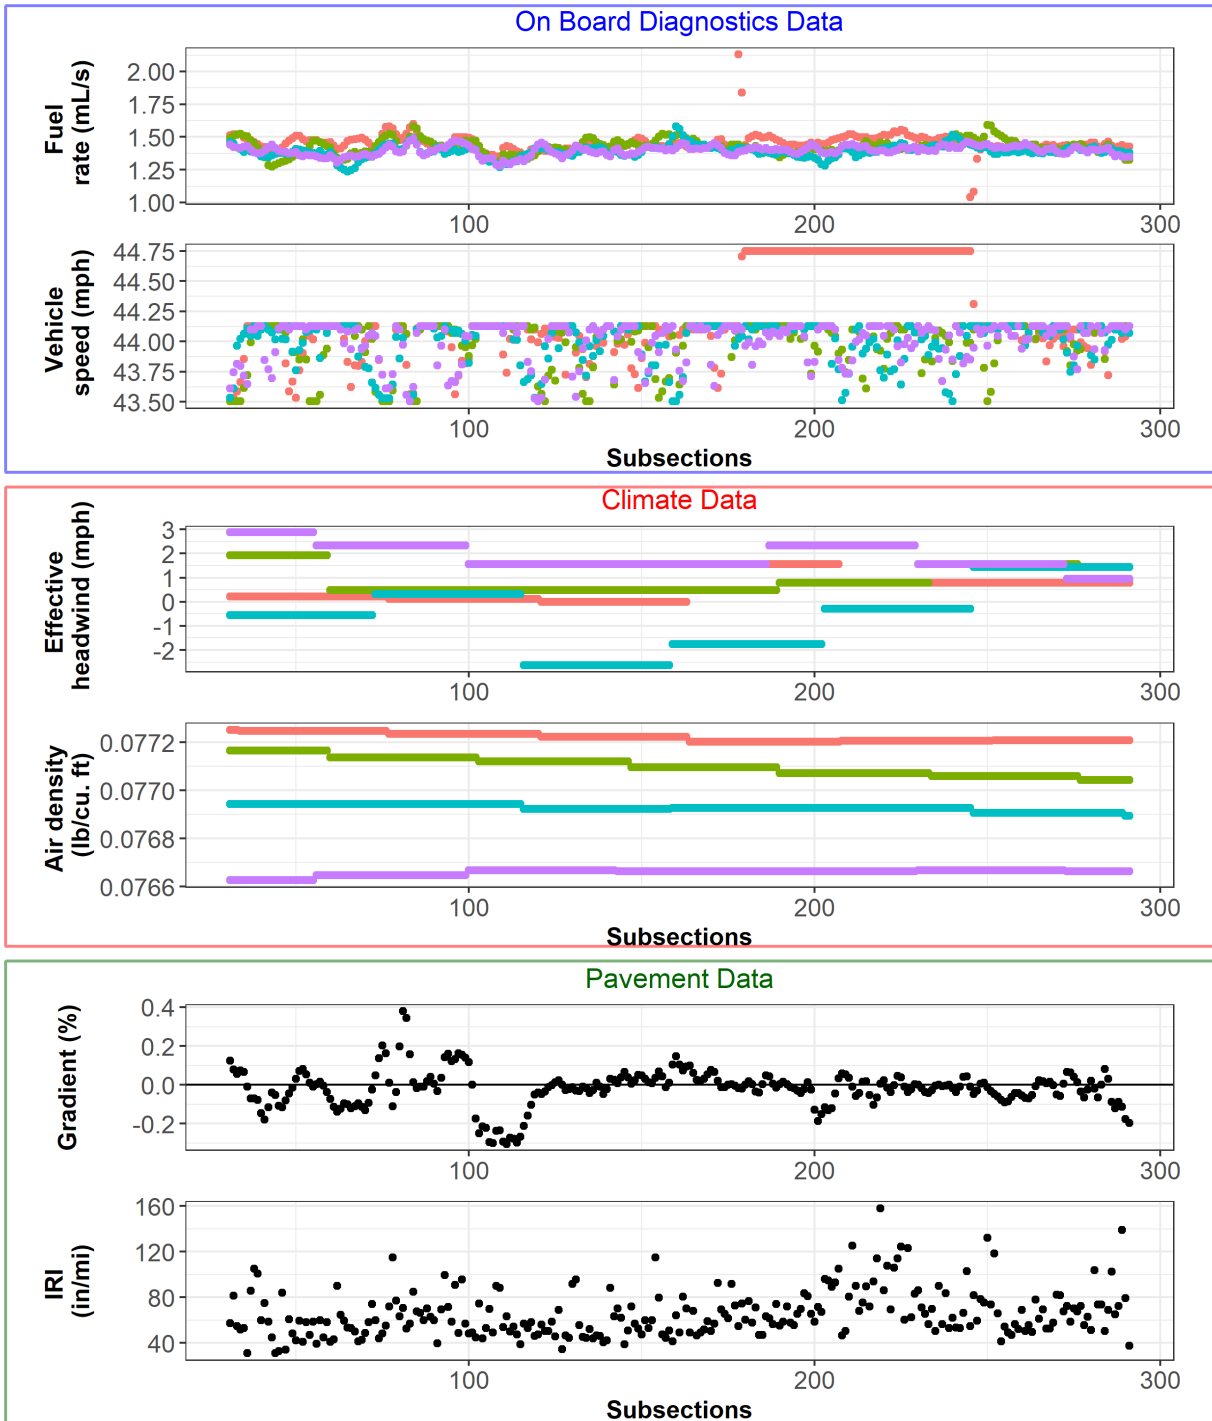 On Board Diagnostics Data
Fuel
rate (mL/s)
2.00
1.75
1.50
1.25
1.00
100
200
300
Vehicle
speed (mph)
44.75
44.50
44.25
44.00
43.75
43.50
100
200
300
Subsections
Climate Data
Effective
headwind (mph)
3
2
1
0
-1
-2
100
200
300
Air density
(lb/cu. ft)
0.0772
0.0770
0.0768
0.0766
100
200
300
Subsections
Pavement Data
Gradient (%)
0.4
0.2
0.0
-0.2
100
200
300
IRI
(in/mi)
160
120
80
40
100
200
300
Subsections